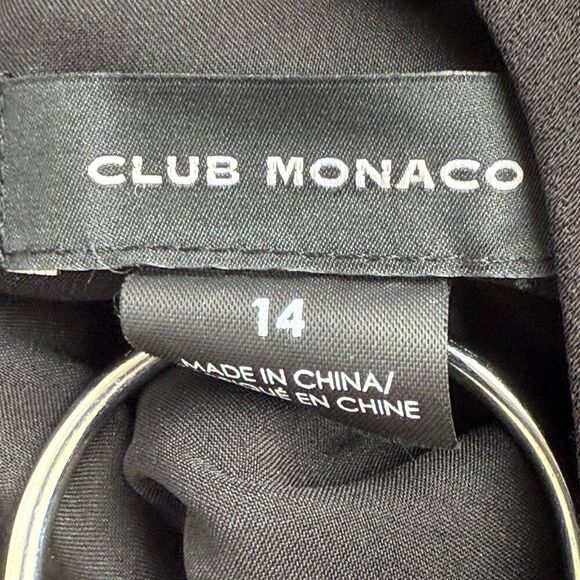 CLUB MONACO
14
MADE IN CHINA/
EN CHINE